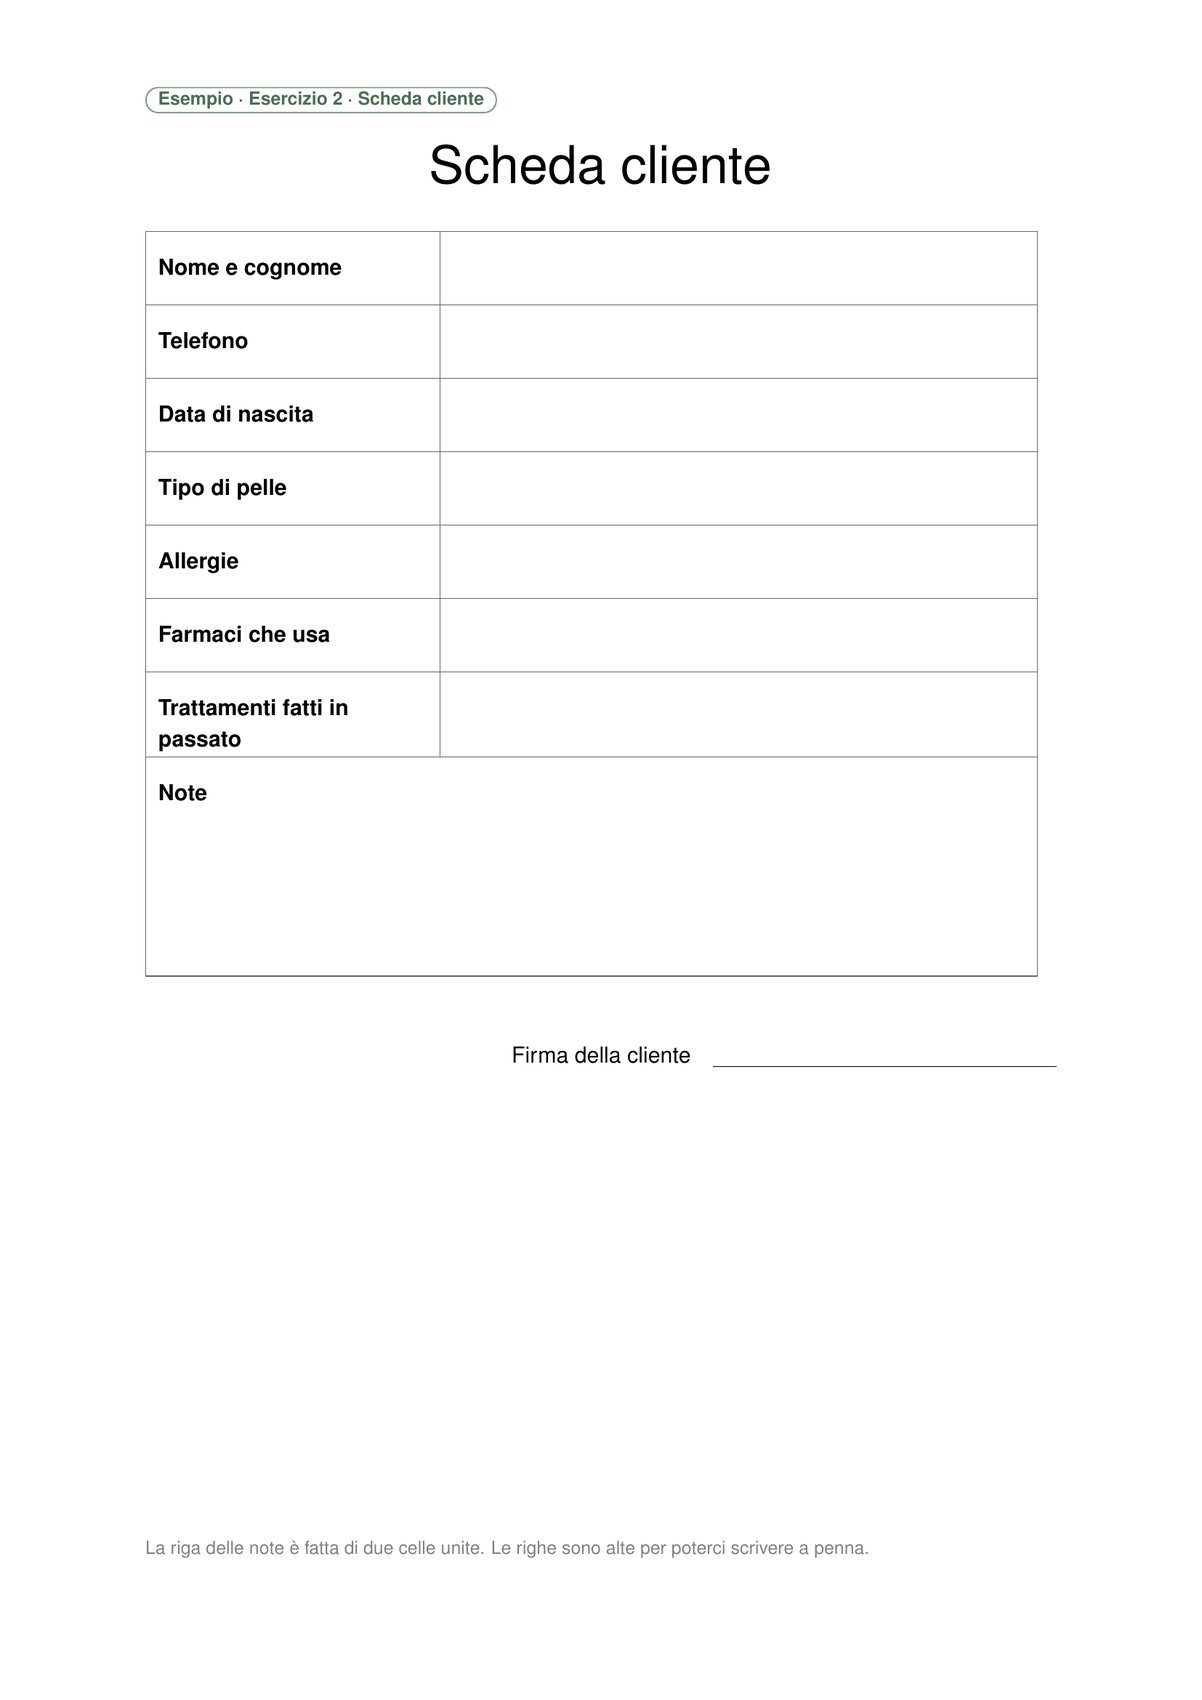 Esempio · Esercizio 2 · Scheda cliente
Scheda cliente
Nome e cognome
Telefono
Data di nascita
Tipo di pelle
Allergie
Farmaci che usa
Trattamenti fatti in
passato
Note
Firma della cliente
La riga delle note è fatta di due celle unite. Le righe sono alte per poterci scrivere a penna.